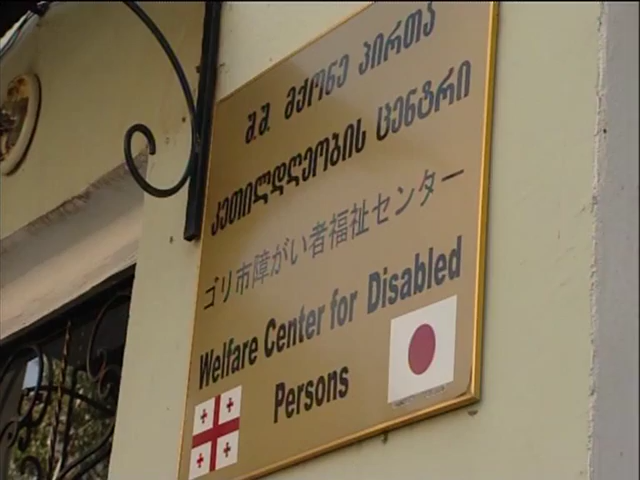 შ.შ. მქონე პირთა
კეთილდღეობის ცენტრი
ゴリ市障がい者福祉センター
Welfare Center for Disabled
Persons